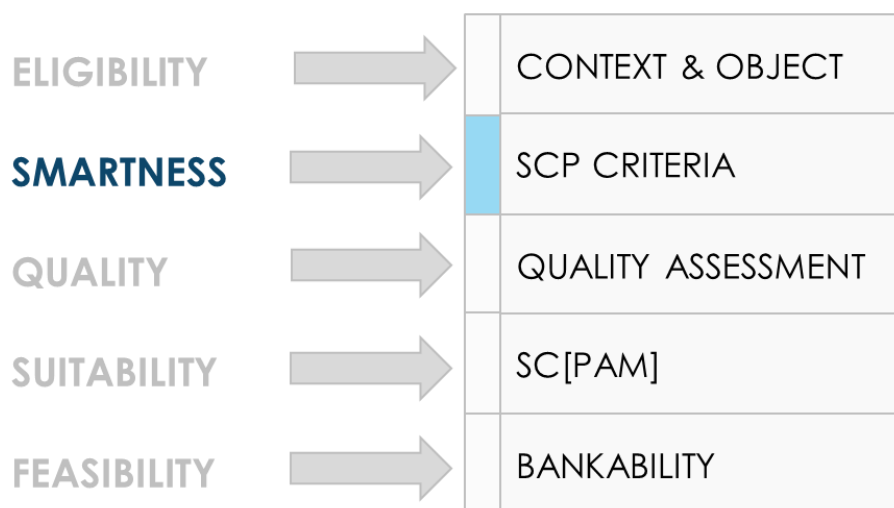 ELIGIBILITY CONTEXT & OBJECT
SMARTNESS SCP CRITERIA
QUALITY QUALITY ASSESSMENT
SUITABILITY SC[PAM]
FEASIBILITY BANKABILITY